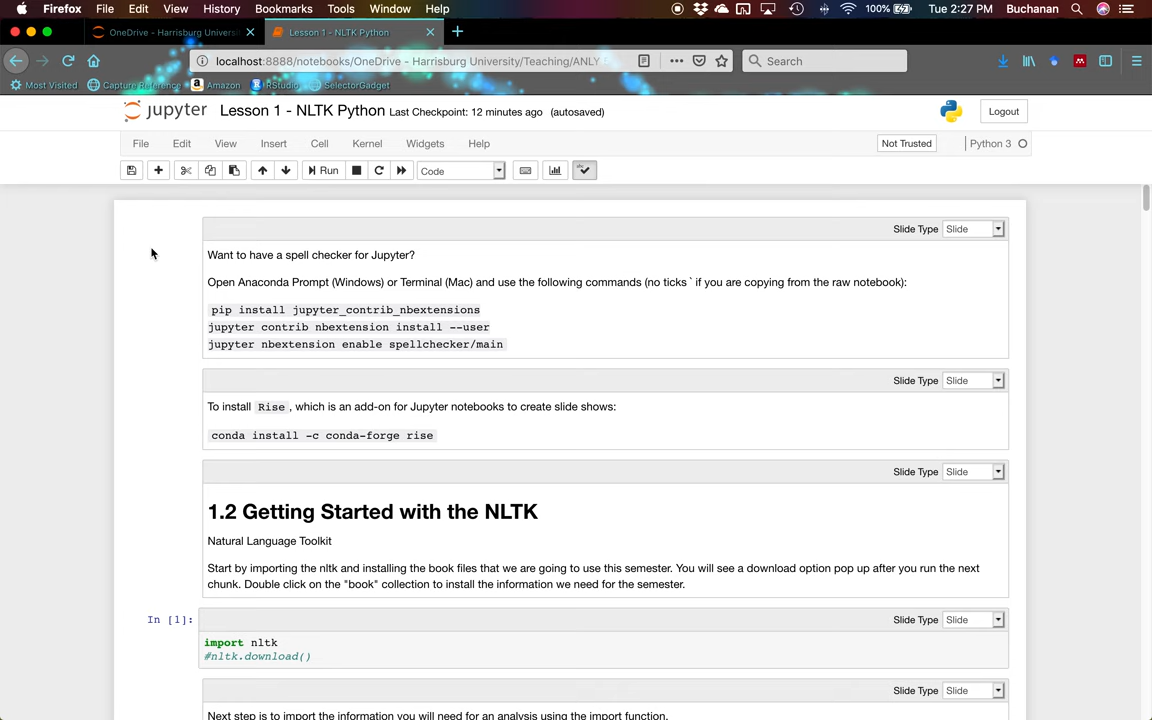 Firefox File Edit View History Bookmarks Tools Window Help 100% Tue 2:27 PM Buchanan
OneDrive - Harrisburg Universi Lesson 1 - NLTK Python
localhost:8888/notebooks/OneDrive - Harrisburg University/Teaching/ANLY Search
Most Visited Capture Reference Amazon RStudio SelectorGadget
jupyter Lesson 1 - NLTK Python Last Checkpoint: 12 minutes ago (autosaved) Logout
File Edit View Insert Cell Kernel Widgets Help Not Trusted Python 3
Run Code
Slide Type Slide
Want to have a spell checker for Jupyter?
Open Anaconda Prompt (Windows) or Terminal (Mac) and use the following commands (no ticks ` if you are copying from the raw notebook):
pip install jupyter_contrib_nbextensions
jupyter contrib nbextension install --user
jupyter nbextension enable spellchecker/main
Slide Type Slide
To install Rise, which is an add-on for Jupyter notebooks to create slide shows:
conda install -c conda-forge rise
Slide Type Slide
1.2 Getting Started with the NLTK
Natural Language Toolkit
Start by importing the nltk and installing the book files that we are going to use this semester. You will see a download option pop up after you run the next
chunk. Double click on the "book" collection to install the information we need for the semester.
In [1]: Slide Type Slide
import nltk
#nltk.download()
Slide Type Slide
Next step is to import the information you will need for an analysis using the import function.